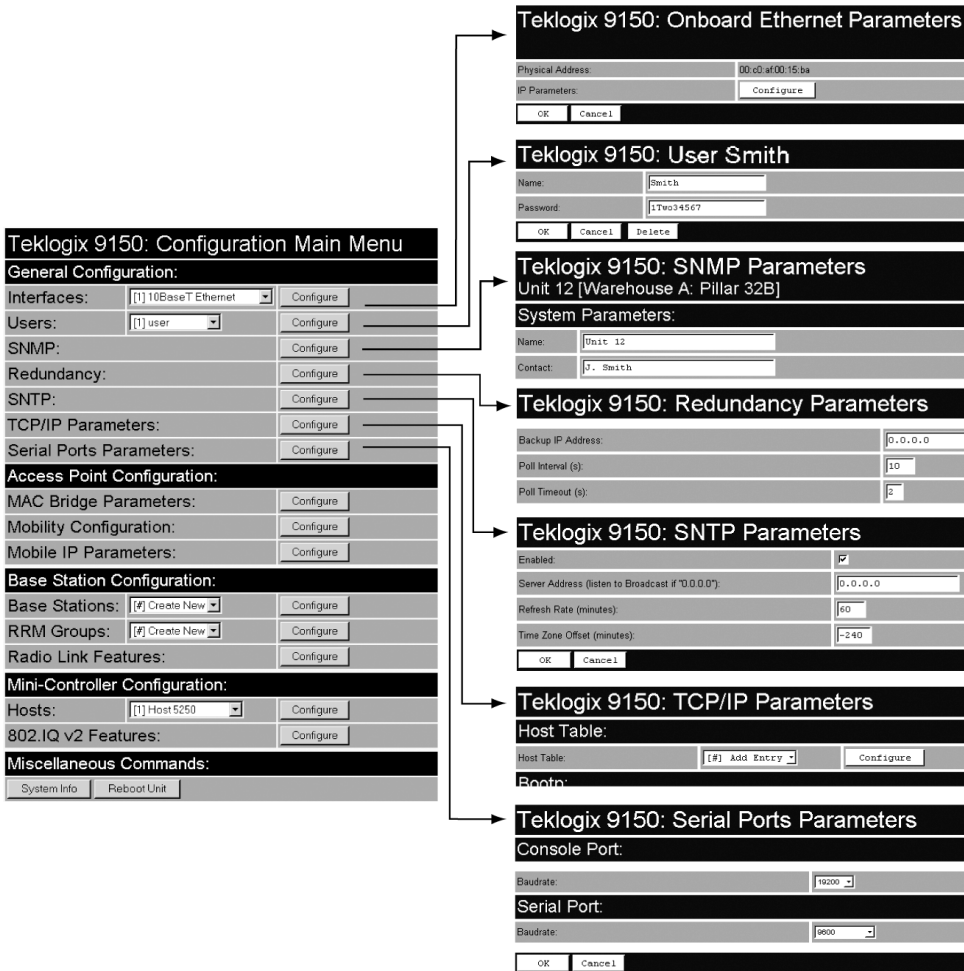 Teklogix 9150: Configuration Main Menu
General Configuration:
Interfaces: [1] 10BaseT Ethernet Configure
Users: [1] user Configure
SNMP: Configure
Redundancy: Configure
SNTP: Configure
TCP/IP Parameters: Configure
Serial Ports Parameters: Configure
Access Point Configuration:
MAC Bridge Parameters: Configure
Mobility Configuration: Configure
Mobile IP Parameters: Configure
Base Station Configuration:
Base Stations: [#] Create New Configure
RRM Groups: [#] Create New Configure
Radio Link Features: Configure
Mini-Controller Configuration:
Hosts: [1] Host 5250 Configure
802.IQ v2 Features: Configure
Miscellaneous Commands:
System Info Reboot Unit
Teklogix 9150: Onboard Ethernet Parameters
Physical Address: 00:c0:af:00:15:ba
IP Parameters: Configure
OK Cancel
Teklogix 9150: User Smith
Name: Smith
Password: 1Two34567
OK Cancel Delete
Teklogix 9150: SNMP Parameters
Unit 12 [Warehouse A: Pillar 32B]
System Parameters:
Name: Unit 12
Contact: J. Smith
Teklogix 9150: Redundancy Parameters
Backup IP Address: 0.0.0.0
Poll Interval (s): 10
Poll Timeout (s): 2
Teklogix 9150: SNTP Parameters
Enabled:
Server Address (listen to Broadcast if "0.0.0.0"): 0.0.0.0
Refresh Rate (minutes): 60
Time Zone Offset (minutes): -240
OK Cancel
Teklogix 9150: TCP/IP Parameters
Host Table:
Host Table: [#] Add Entry Configure
Bootp:
Teklogix 9150: Serial Ports Parameters
Console Port:
Baudrate: 19200
Serial Port:
Baudrate: 9600
OK Cancel